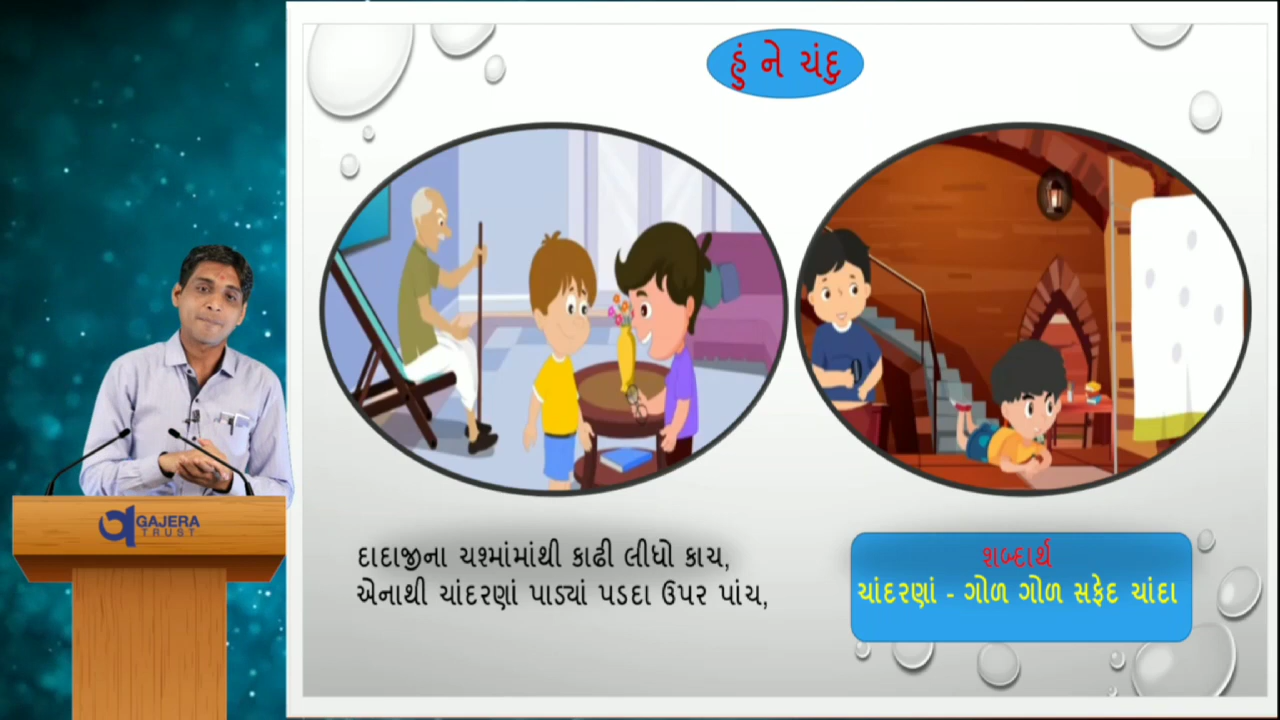 હું ને ચંદુ
દાદાજીના ચશ્માંમાંથી કાઢી લીધો કાચ,
એનાથી ચાંદરણાં પાડ્યાં પડદા ઉપર પાંચ,
શબ્દાર્થ
ચાંદરણાં - ગોળ ગોળ સફેદ ચાંદા
GAJERA
TRUST